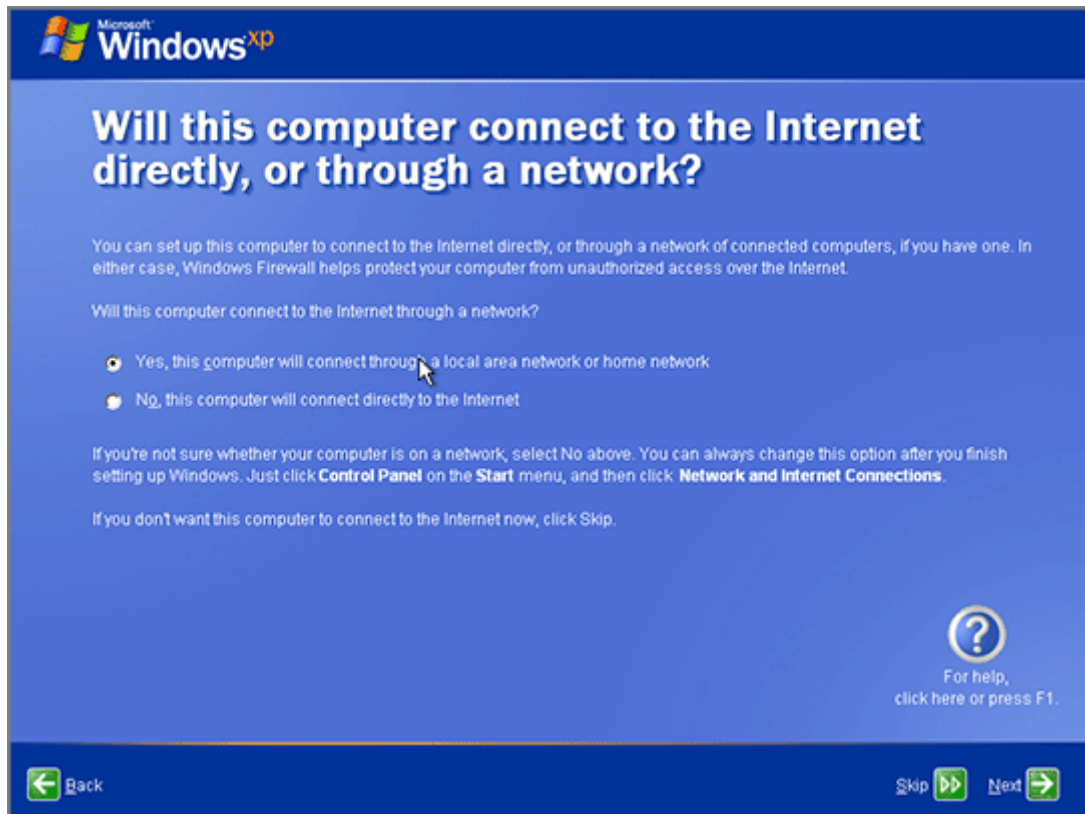 Microsoft
Windows xp
Will this computer connect to the Internet
directly, or through a network?
You can set up this computer to connect to the Internet directly, or through a network of connected computers, if you have one. In
either case, Windows Firewall helps protect your computer from unauthorized access over the Internet.
Will this computer connect to the Internet through a network?
Yes, this computer will connect through a local area network or home network
No, this computer will connect directly to the Internet
If you're not sure whether your computer is on a network, select No above. You can always change this option after you finish
setting up Windows. Just click Control Panel on the Start menu, and then click Network and Internet Connections.
If you don't want this computer to connect to the Internet now, click Skip.
For help,
click here or press F1.
Back
Skip
Next